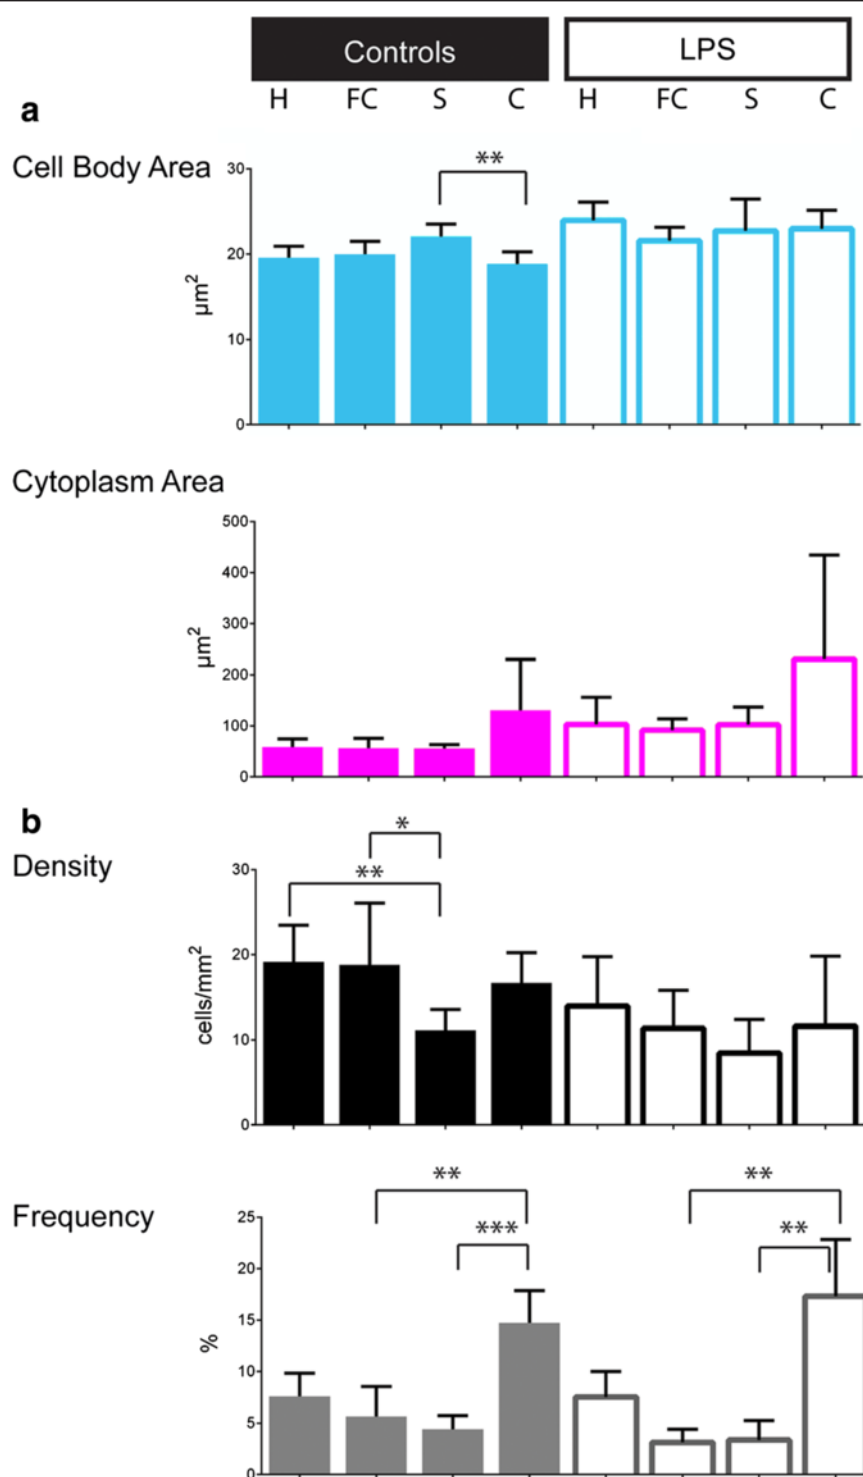 Controls LPS
H FC S C H FC S C
a
Cell Body Area
**
30
20
10
0
µm²
Cytoplasm Area
500
400
300
200
100
0
µm²
b
Density
*
**
30
20
10
0
cells/mm²
Frequency
** **
*** **
25
20
15
10
5
0
%